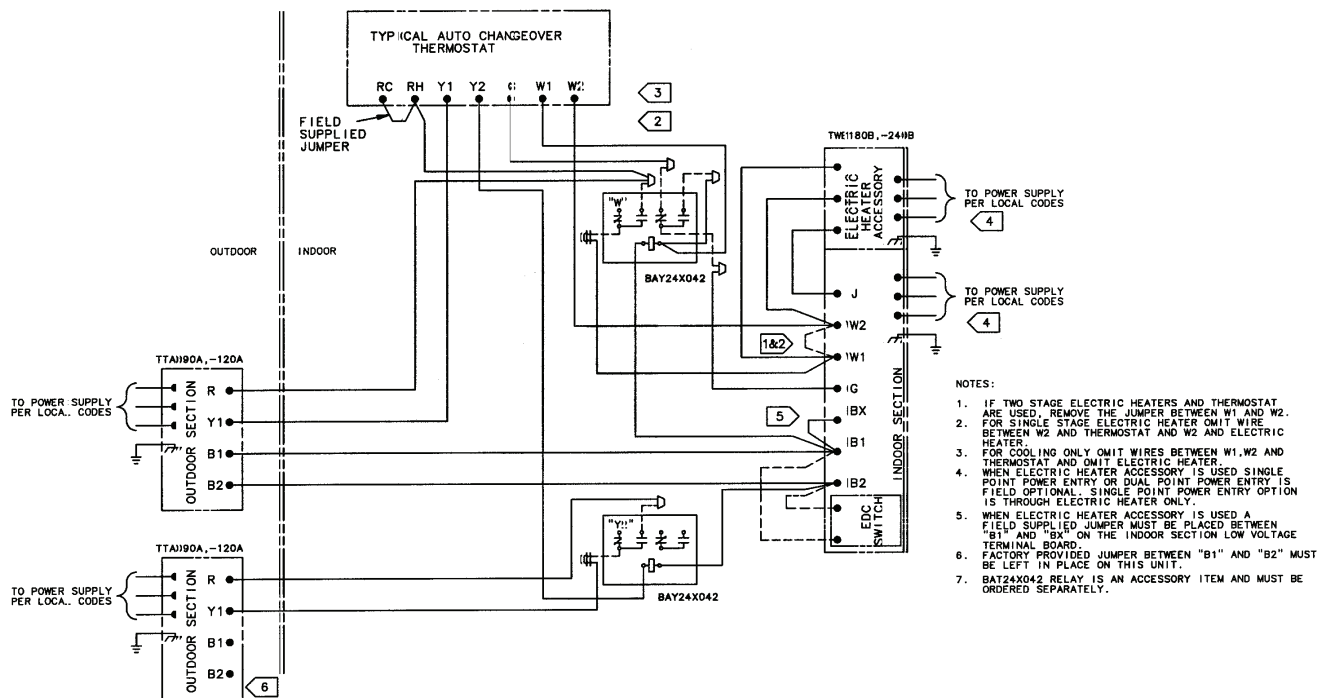 TYPICAL AUTO CHANGEOVER
THERMOSTAT
RC RH Y1 Y2 G W1 W2
3
2
FIELD
SUPPLIED
JUMPER
OUTDOOR
INDOOR
"W"
BAY24X042
TWE180B,-240B
ELECTRIC
HEATER
ACCESSORY
TO POWER SUPPLY
PER LOCAL CODES
4
TO POWER SUPPLY
PER LOCAL CODES
4
J
W2
1&2
W1
G
5
BX
B1
B2
INDOOR SECTION
EDC
SWITCH
TTA090A,-120A
TO POWER SUPPLY
PER LOCAL CODES
OUTDOOR SECTION
R
Y1
B1
B2
BAY24X042
TTA090A,-120A
TO POWER SUPPLY
PER LOCAL CODES
OUTDOOR SECTION
R
Y1
B1
B2
6
NOTES:
1. IF TWO STAGE ELECTRIC HEATERS AND THERMOSTAT
ARE USED, REMOVE THE JUMPER BETWEEN W1 AND W2.
2. FOR SINGLE STAGE ELECTRIC HEATER OMIT WIRE
BETWEEN W2 AND THERMOSTAT AND W2 AND ELECTRIC
HEATER.
3. FOR COOLING ONLY OMIT WIRES BETWEEN W1,W2 AND
THERMOSTAT AND OMIT ELECTRIC HEATER.
4. WHEN ELECTRIC HEATER ACCESSORY IS USED SINGLE
POINT POWER ENTRY OR DUAL POINT POWER ENTRY IS
FIELD OPTIONAL. SINGLE POINT POWER ENTRY OPTION
IS THROUGH ELECTRIC HEATER ONLY.
5. WHEN ELECTRIC HEATER ACCESSORY IS USED A
FIELD SUPPLIED JUMPER MUST BE PLACED BETWEEN
"B1" AND "BX" ON THE INDOOR SECTION LOW VOLTAGE
TERMINAL BOARD.
6. FACTORY PROVIDED JUMPER BETWEEN "B1" AND "B2" MUST
BE LEFT IN PLACE ON THIS UNIT.
7. BAT24X042 RELAY IS AN ACCESSORY ITEM AND MUST BE
ORDERED SEPARATELY.